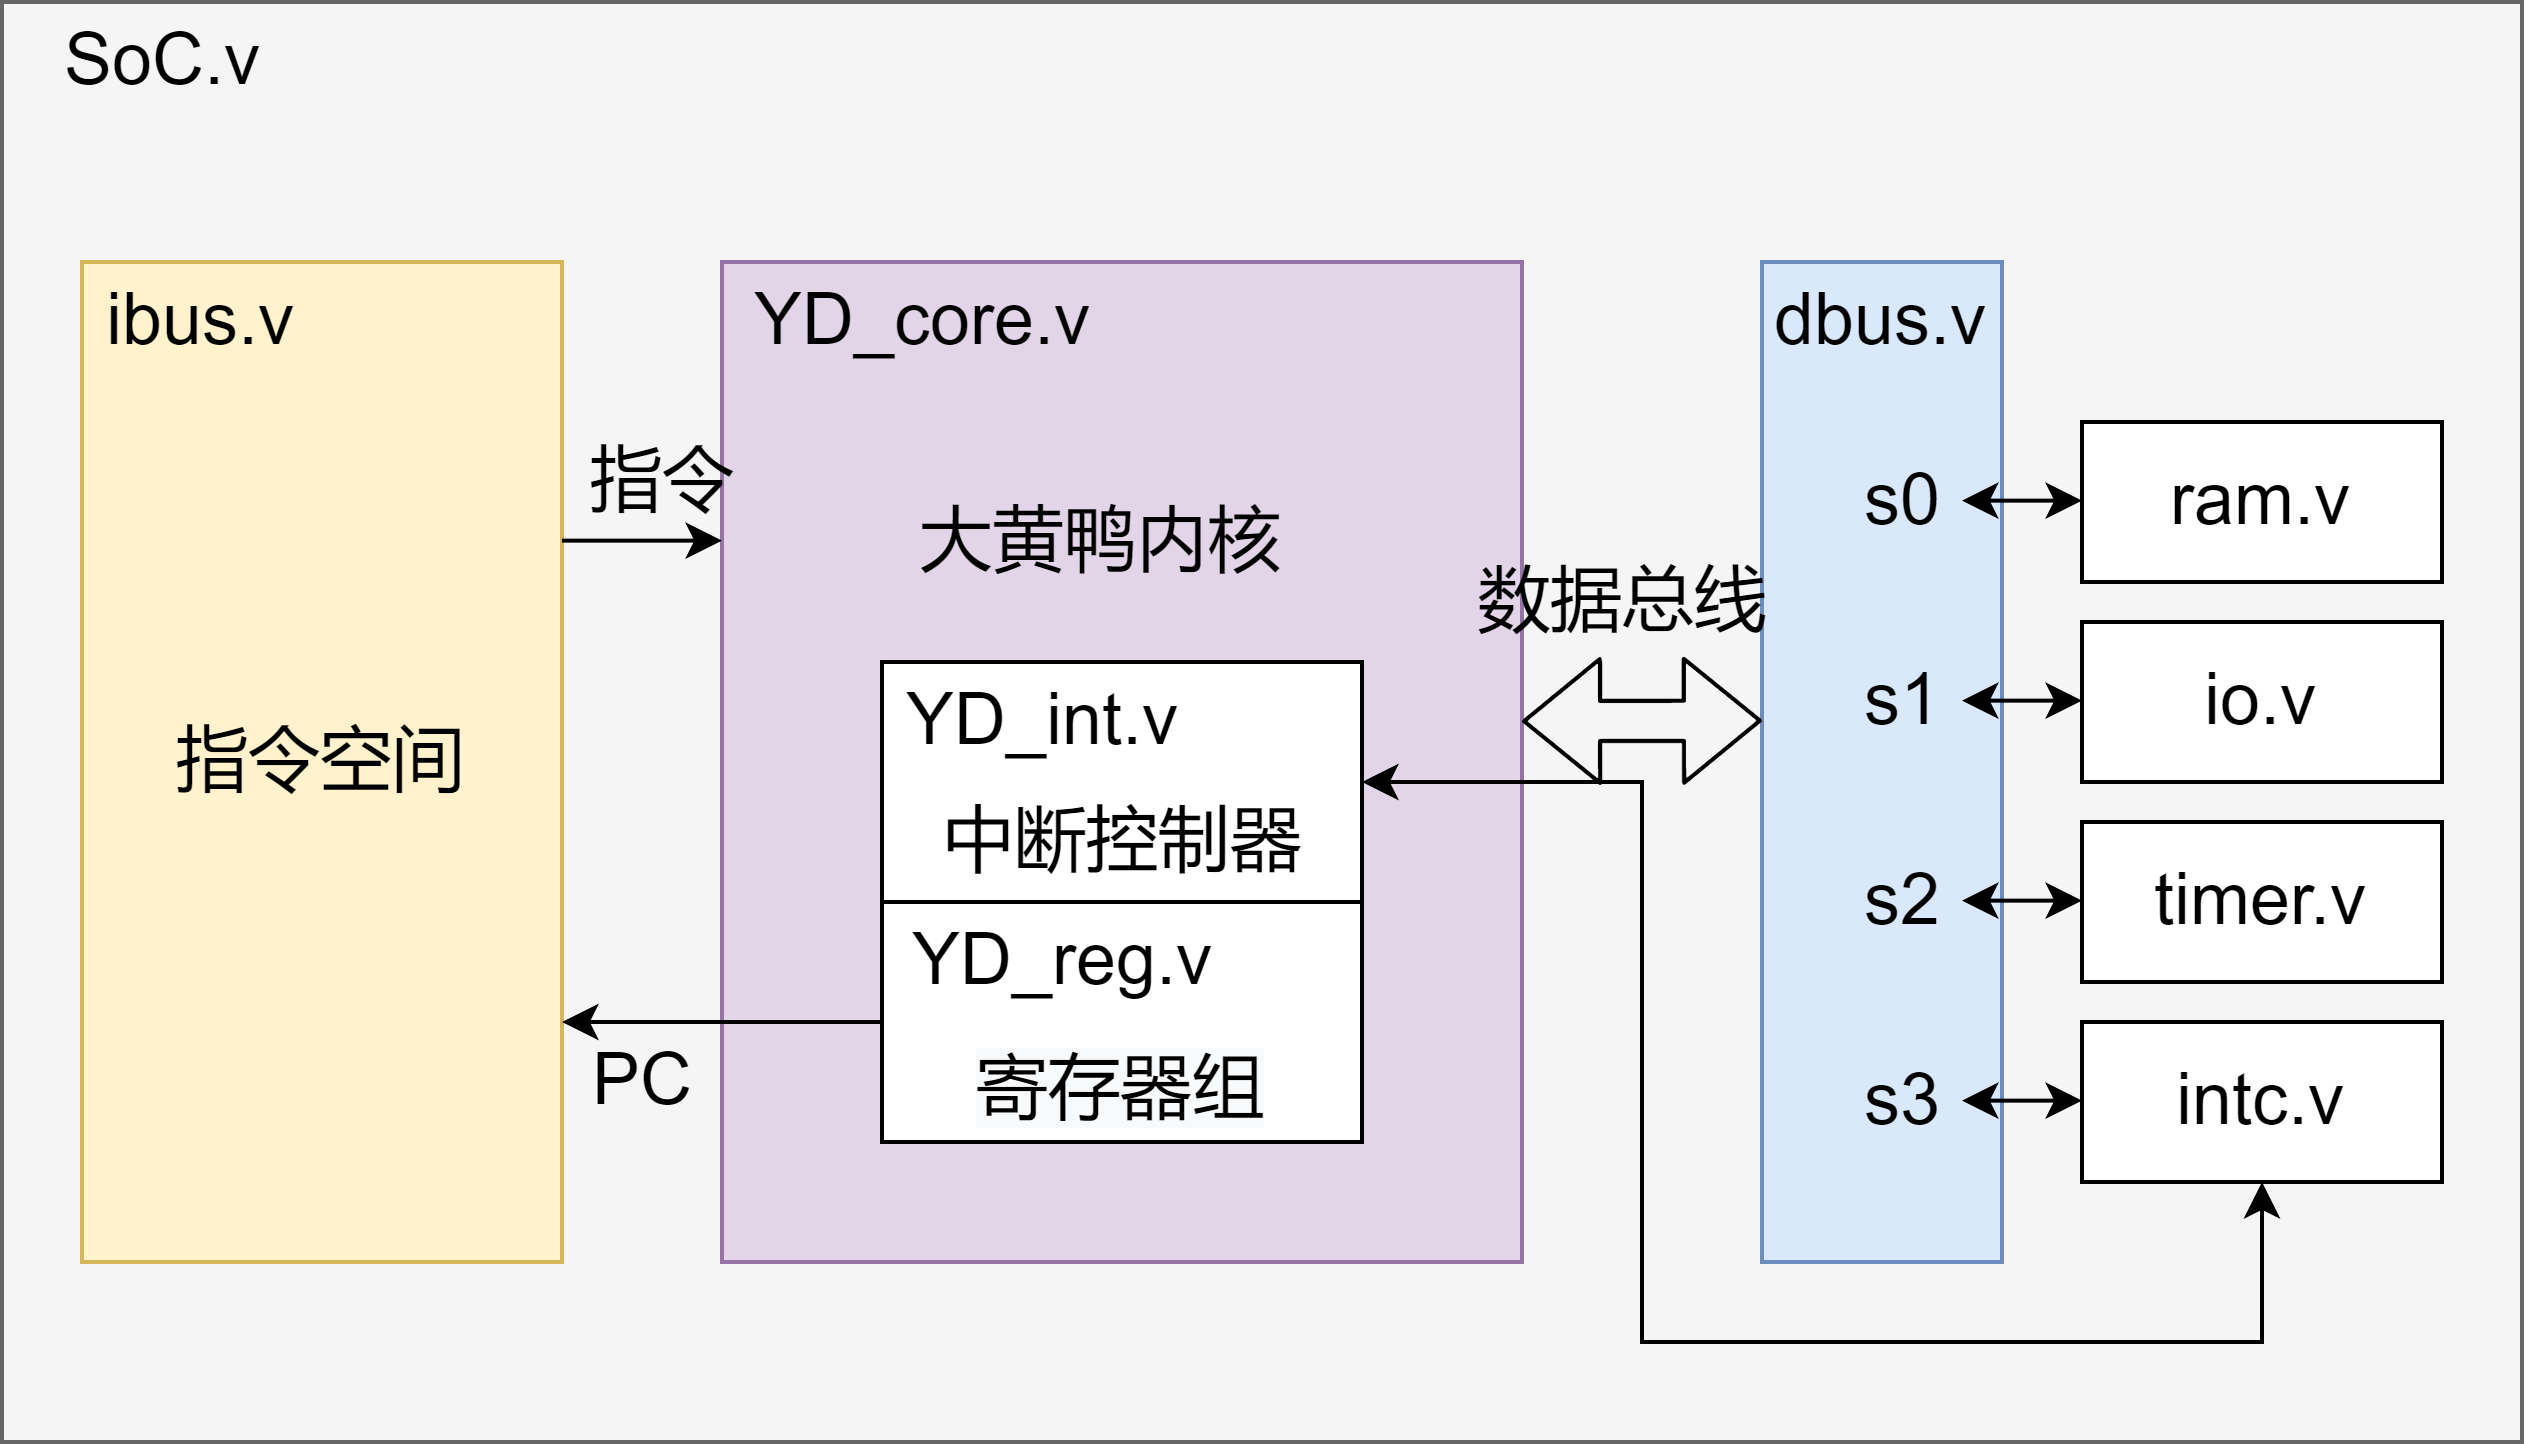 SoC.v
ibus.v
指令空间
指令
PC
YD_core.v
大黄鸭内核
YD_int.v
中断控制器
YD_reg.v
寄存器组
数据总线
dbus.v
s0
s1
s2
s3
ram.v
io.v
timer.v
intc.v